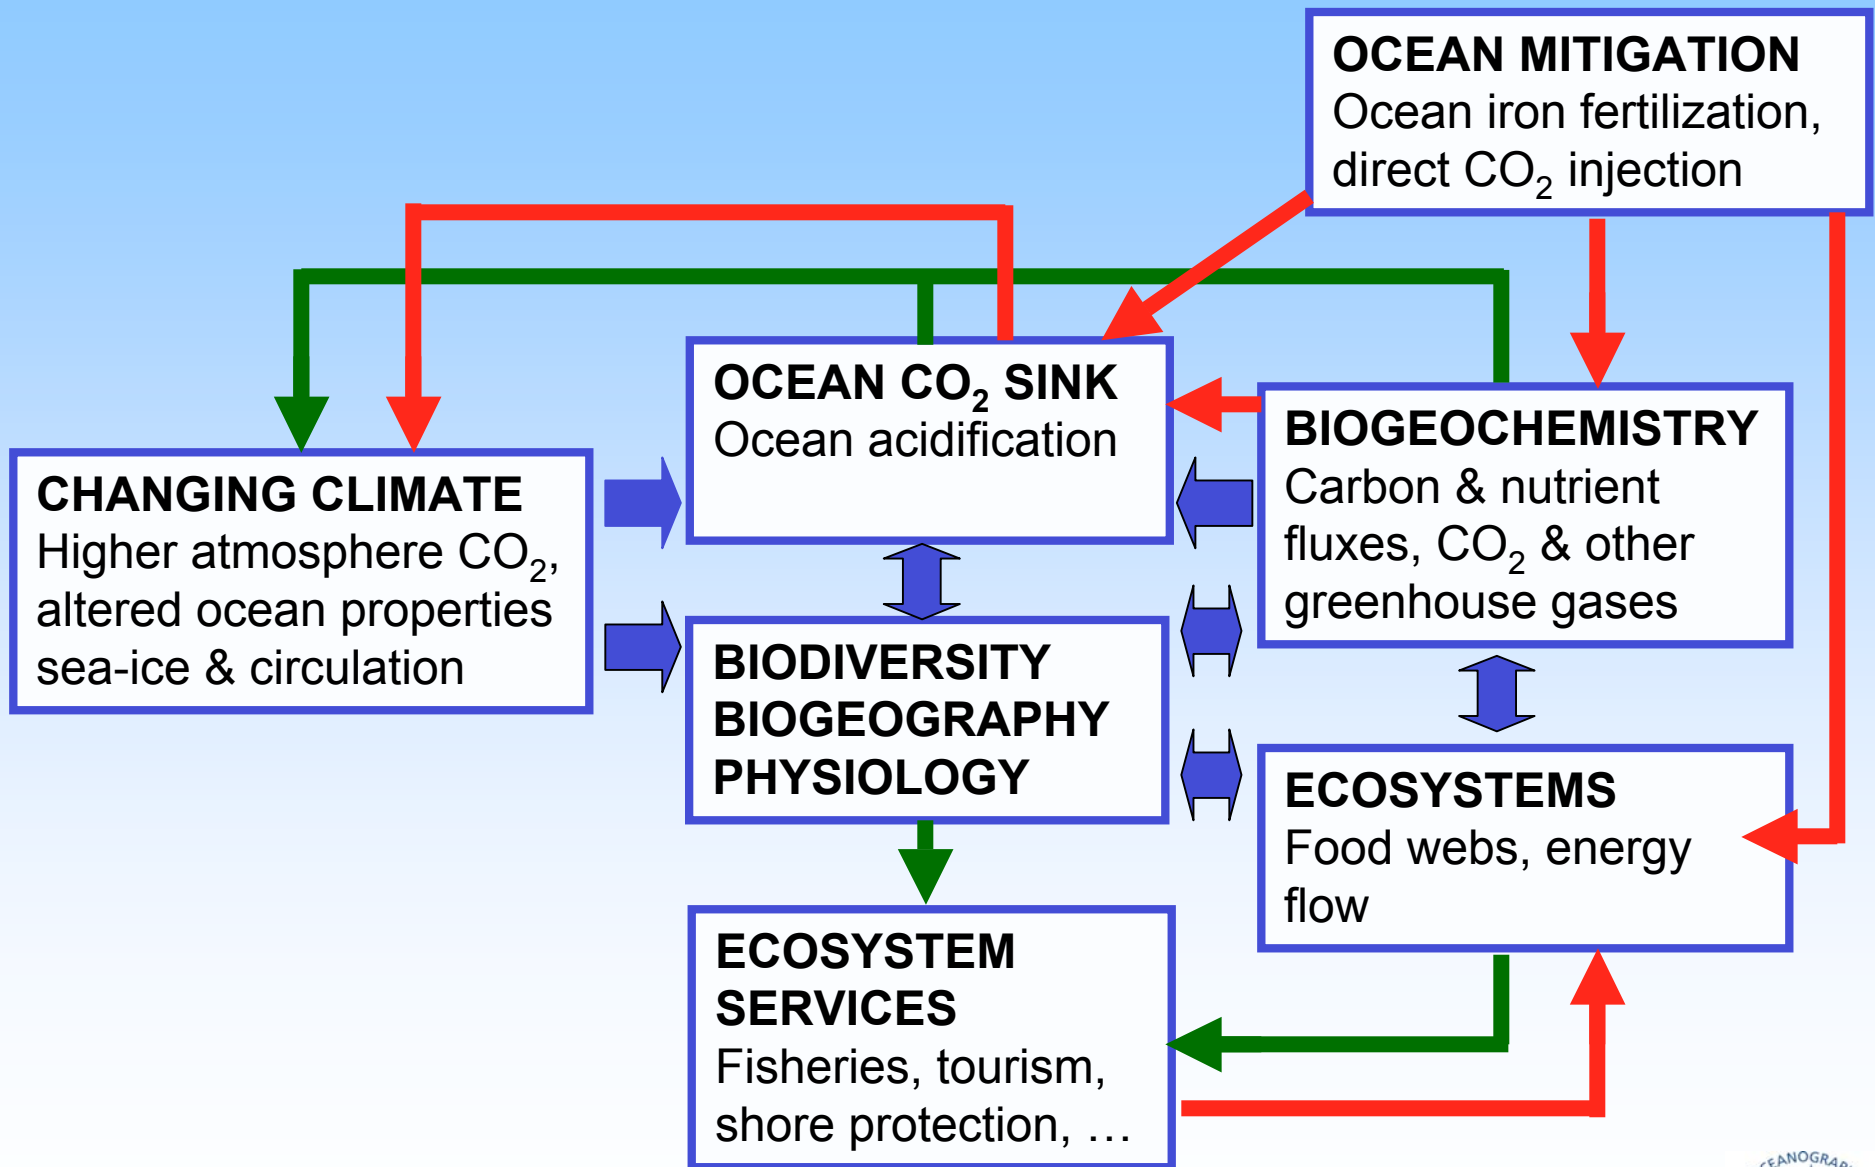 OCEAN MITIGATION
Ocean iron fertilization,
direct CO₂ injection
OCEAN CO₂ SINK
Ocean acidification
BIOGEOCHEMISTRY
Carbon & nutrient
fluxes, CO₂ & other
greenhouse gases
CHANGING CLIMATE
Higher atmosphere CO₂,
altered ocean properties
sea-ice & circulation
BIODIVERSITY
BIOGEOGRAPHY
PHYSIOLOGY
ECOSYSTEMS
Food webs, energy
flow
ECOSYSTEM
SERVICES
Fisheries, tourism,
shore protection, …